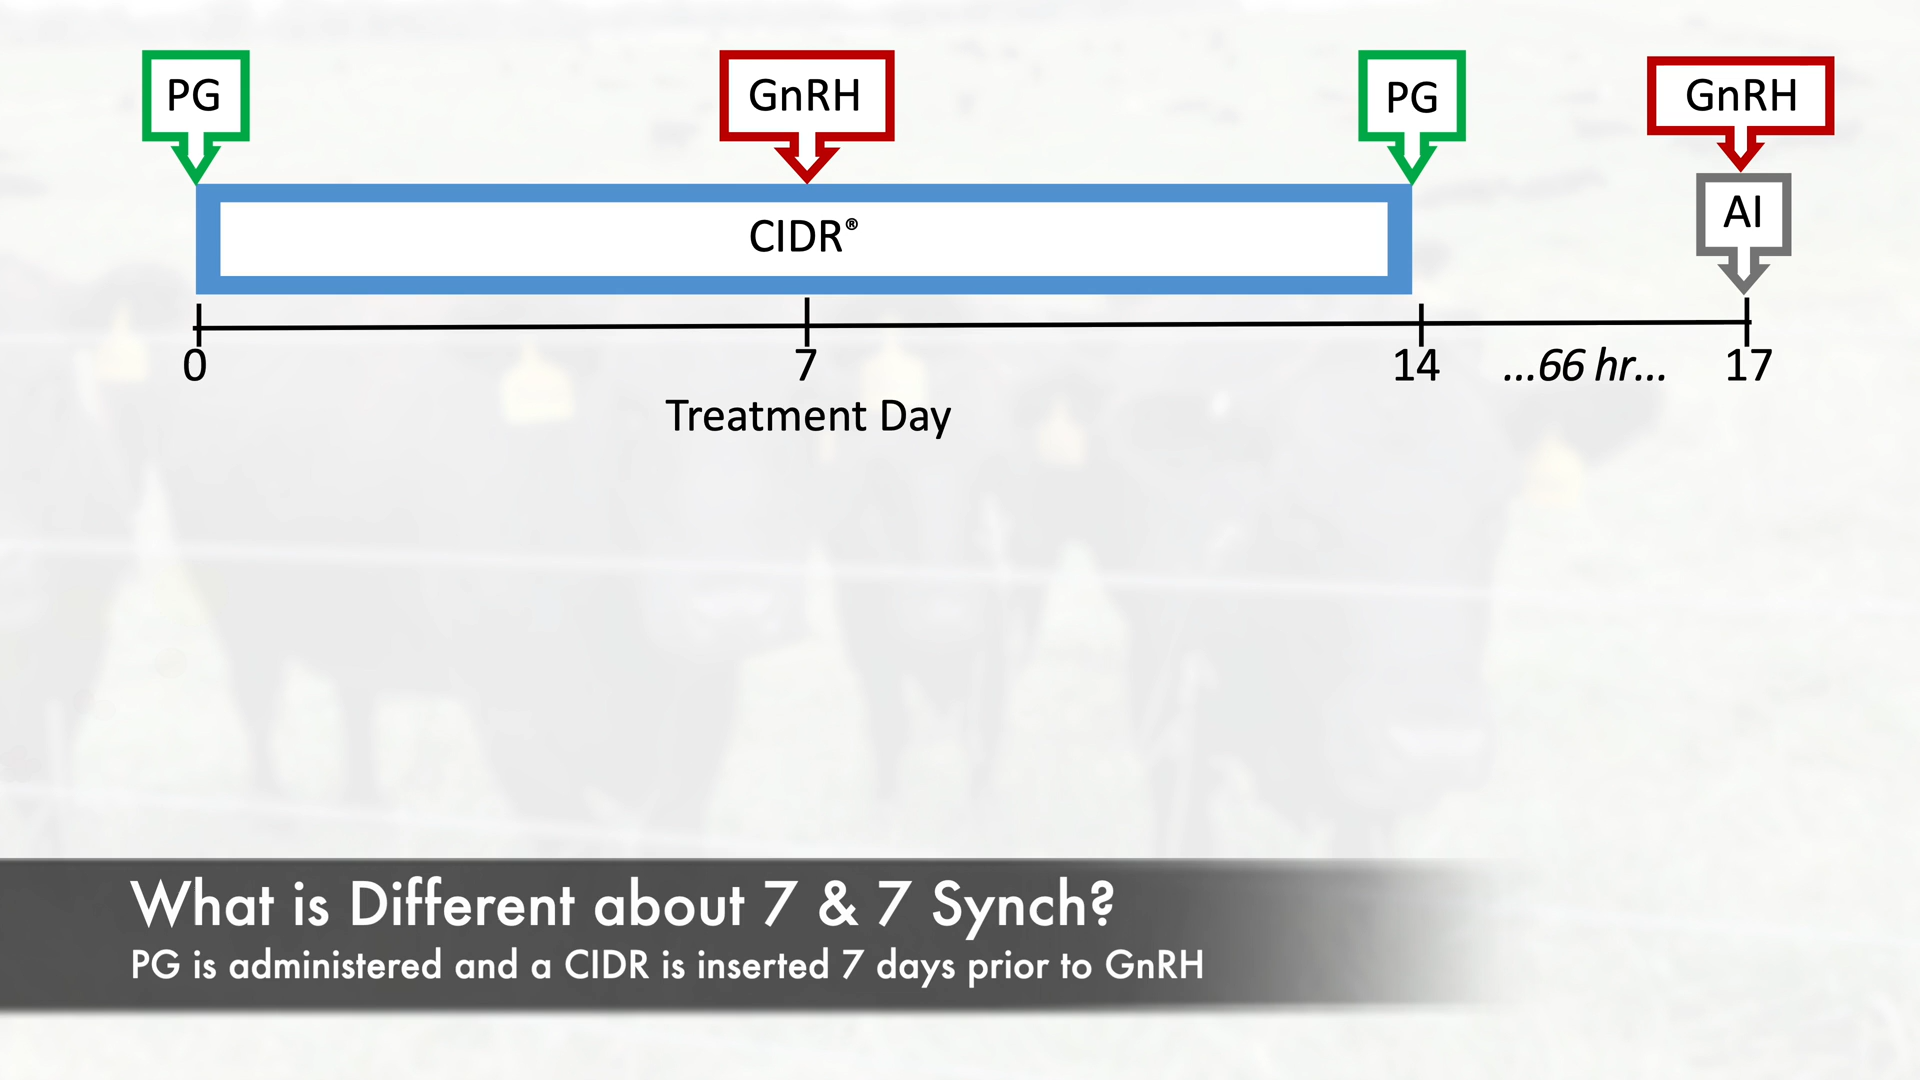 PG
GnRH
PG
GnRH
CIDR®
AI
0
7
14
...66 hr...
17
Treatment Day
What is Different about 7 & 7 Synch?
PG is administered and a CIDR is inserted 7 days prior to GnRH